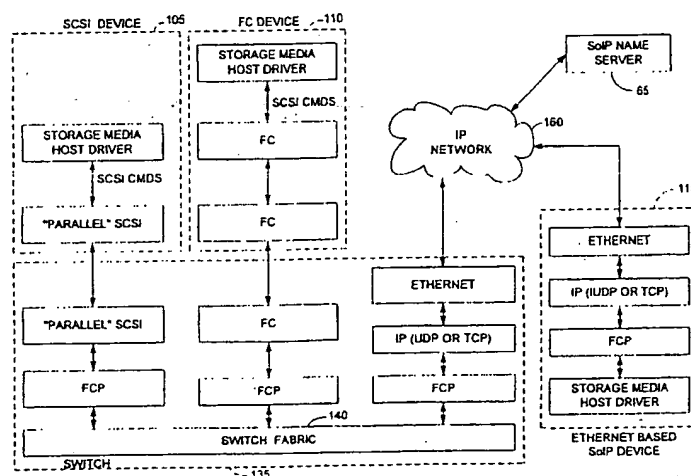 SCSI DEVICE
105
STORAGE MEDIA
HOST DRIVER
SCSI CMDS
"PARALLEL" SCSI
FC DEVICE
110
STORAGE MEDIA
HOST DRIVER
SCSI CMDS
FC
FC
SoIP NAME
SERVER
65
IP
NETWORK
160
11
ETHERNET
IP (IUDP OR TCP)
FCP
STORAGE MEDIA
HOST DRIVER
ETHERNET BASED
SoIP DEVICE
"PARALLEL" SCSI
FCP
FC
FCP
ETHERNET
IP (UDP OR TCP)
FCP
140
SWITCH FABRIC
SWITCH
135